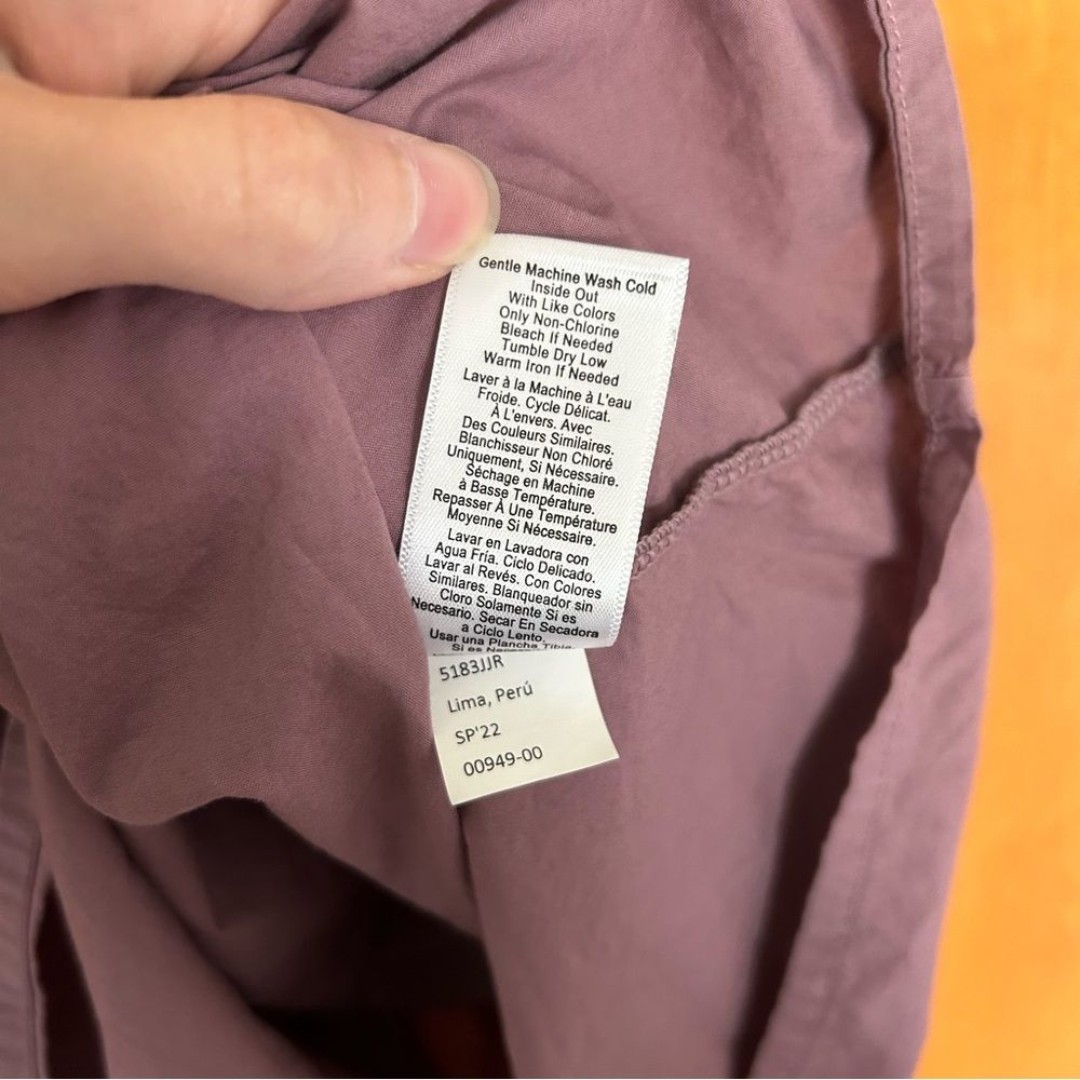 Gentle Machine Wash Cold
Inside Out
With Like Colors
Only Non-Chlorine
Bleach If Needed
Tumble Dry Low
Warm Iron If Needed
Laver à la Machine à L'eau
Froide. Cycle Délicat.
À L'envers. Avec
Des Couleurs Similaires.
Blanchisseur Non Chloré
Uniquement, Si Nécessaire.
Séchage en Machine
à Basse Température.
Repasser À Une Température
Moyenne Si Nécessaire.
Lavar en Lavadora con
Agua Fría. Ciclo Delicado.
Lavar al Revés. Con Colores
Similares. Blanqueador sin
Cloro Solamente Si es
Necesario. Secar En Secadora
a Ciclo Lento.
Usar una Plancha Tibia
Si es
5183JJR
Lima, Perú
SP'22
00949-00